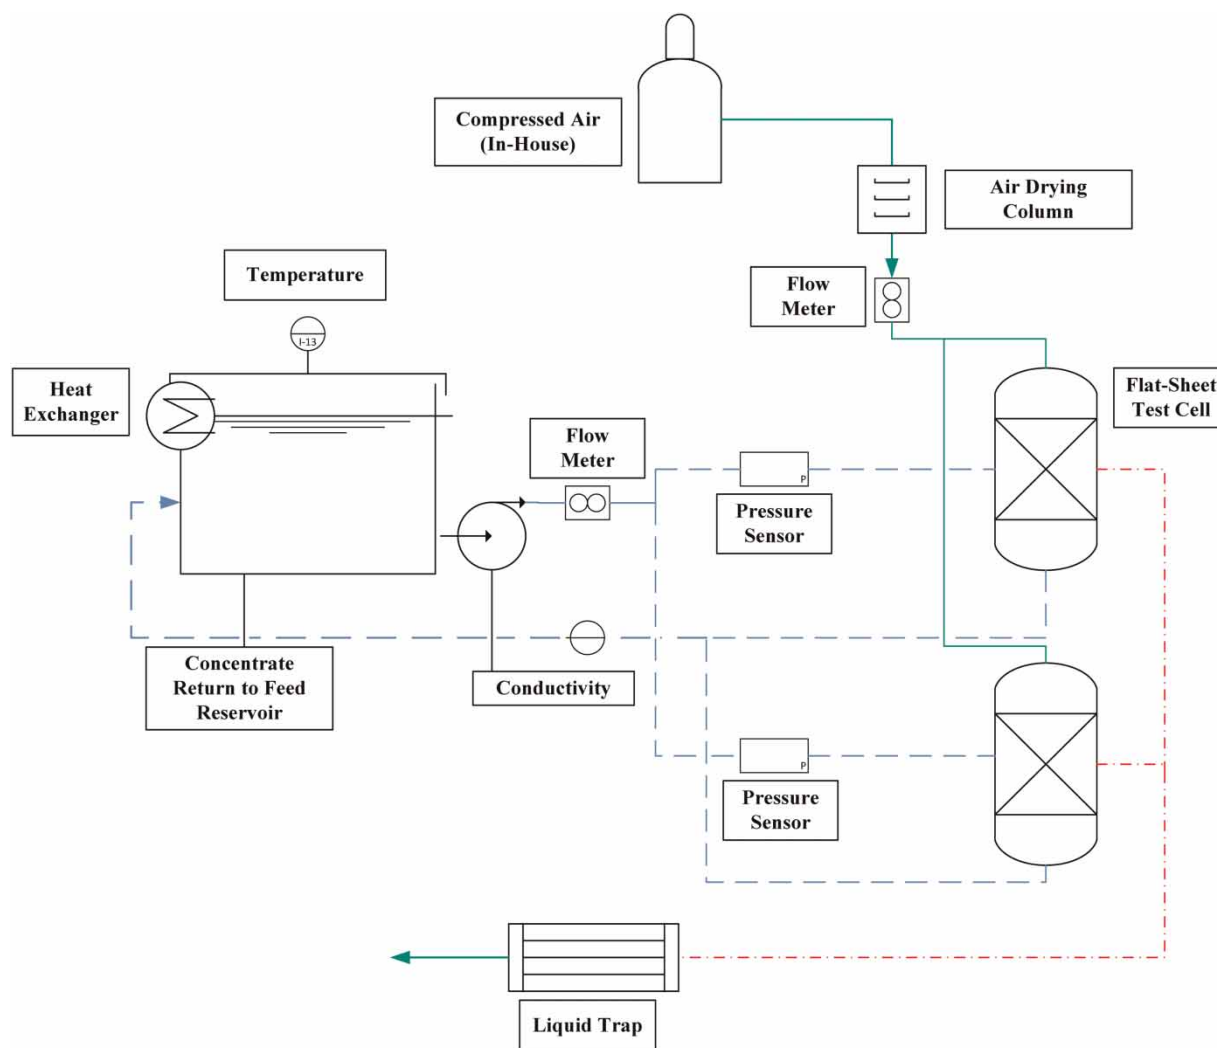 Compressed Air
(In-House)
Air Drying
Column
Temperature
Flow
Meter
I-13
Heat
Exchanger
Flat-Sheet
Test Cell
Flow
Meter
P
Pressure
Sensor
Concentrate
Return to Feed
Reservoir
Conductivity
P
Pressure
Sensor
Liquid Trap